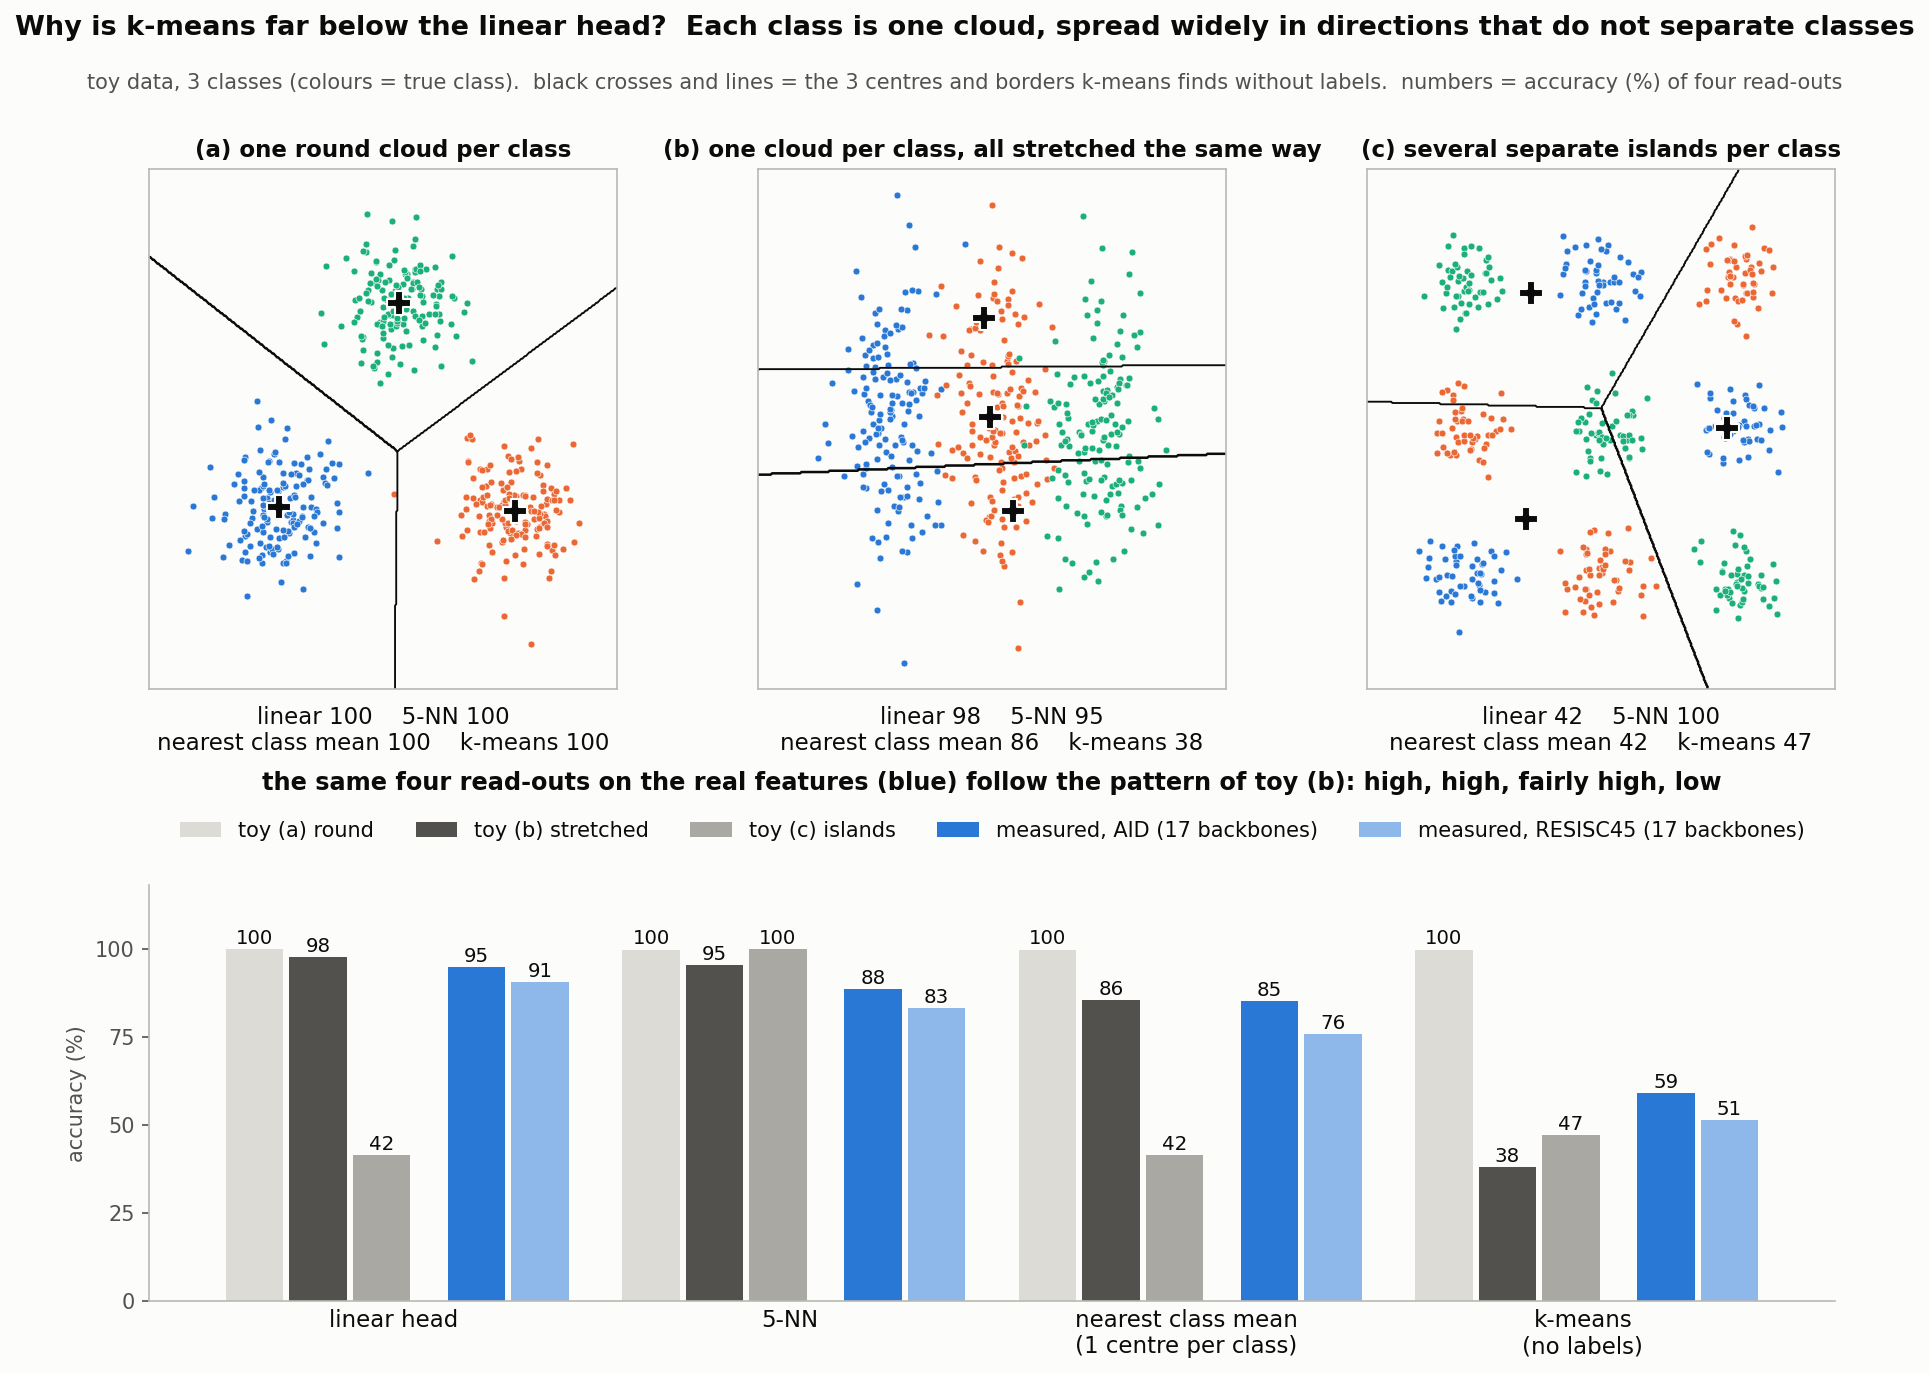 Why is k-means far below the linear head?  Each class is one cloud, spread widely in directions that do not separate classes
toy data, 3 classes (colours = true class).  black crosses and lines = the 3 centres and borders k-means finds without labels.  numbers = accuracy (%) of four read-outs
(a) one round cloud per class
(b) one cloud per class, all stretched the same way
(c) several separate islands per class
linear 100    5-NN 100
nearest class mean 100    k-means 100
linear 98    5-NN 95
nearest class mean 86    k-means 38
linear 42    5-NN 100
nearest class mean 42    k-means 47
the same four read-outs on the real features (blue) follow the pattern of toy (b): high, high, fairly high, low
toy (a) round
toy (b) stretched
toy (c) islands
measured, AID (17 backbones)
measured, RESISC45 (17 backbones)
accuracy (%)
100
75
50
25
0
100
98
42
95
91
100
95
100
88
83
100
86
42
85
76
100
38
47
59
51
linear head
5-NN
nearest class mean
(1 centre per class)
k-means
(no labels)